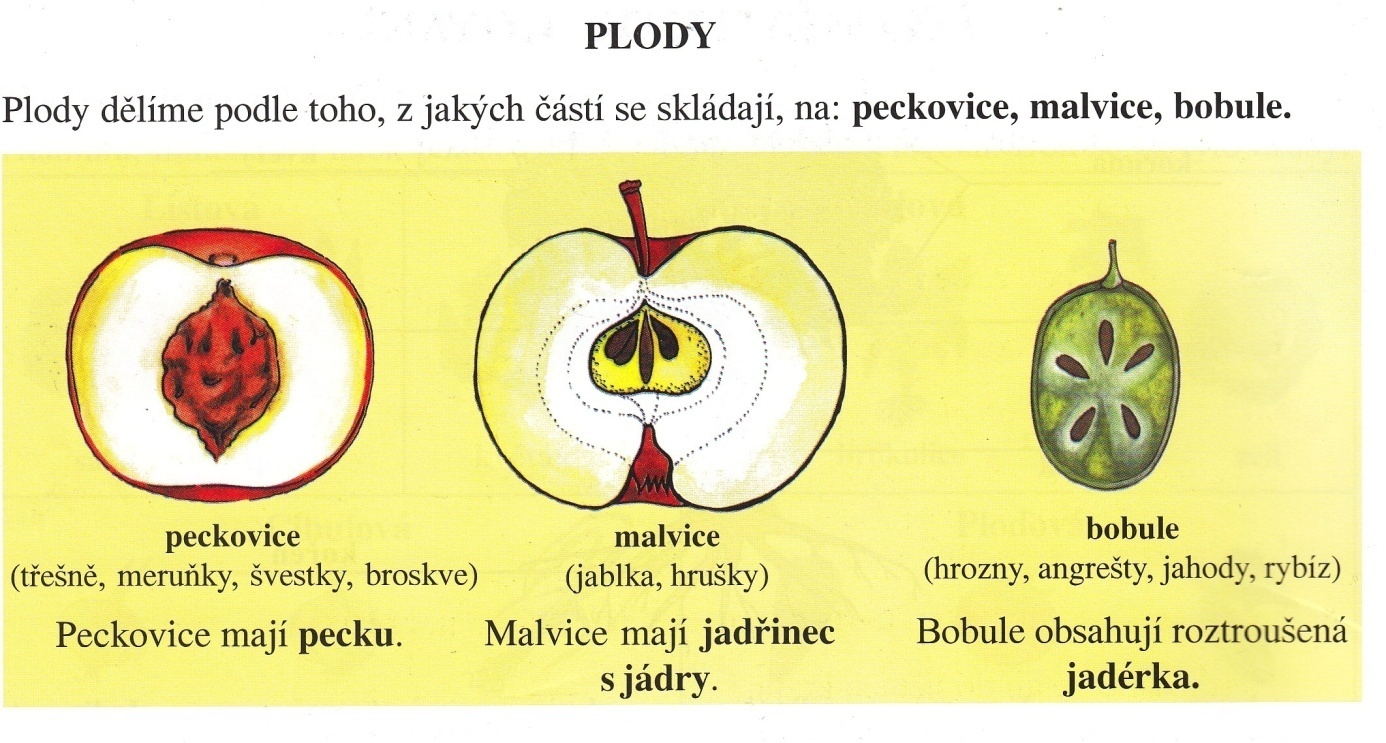 PLODY
Plody dělíme podle toho, z jakých částí se skládají, na: peckovice, malvice, bobule.
peckovice
(třešně, meruňky, švestky, broskve)
Peckovice mají pecku.
malvice
(jablka, hrušky)
Malvice mají jadřinec
s jádry.
bobule
(hrozny, angrešty, jahody, rybíz)
Bobule obsahují roztroušená
jadérka.